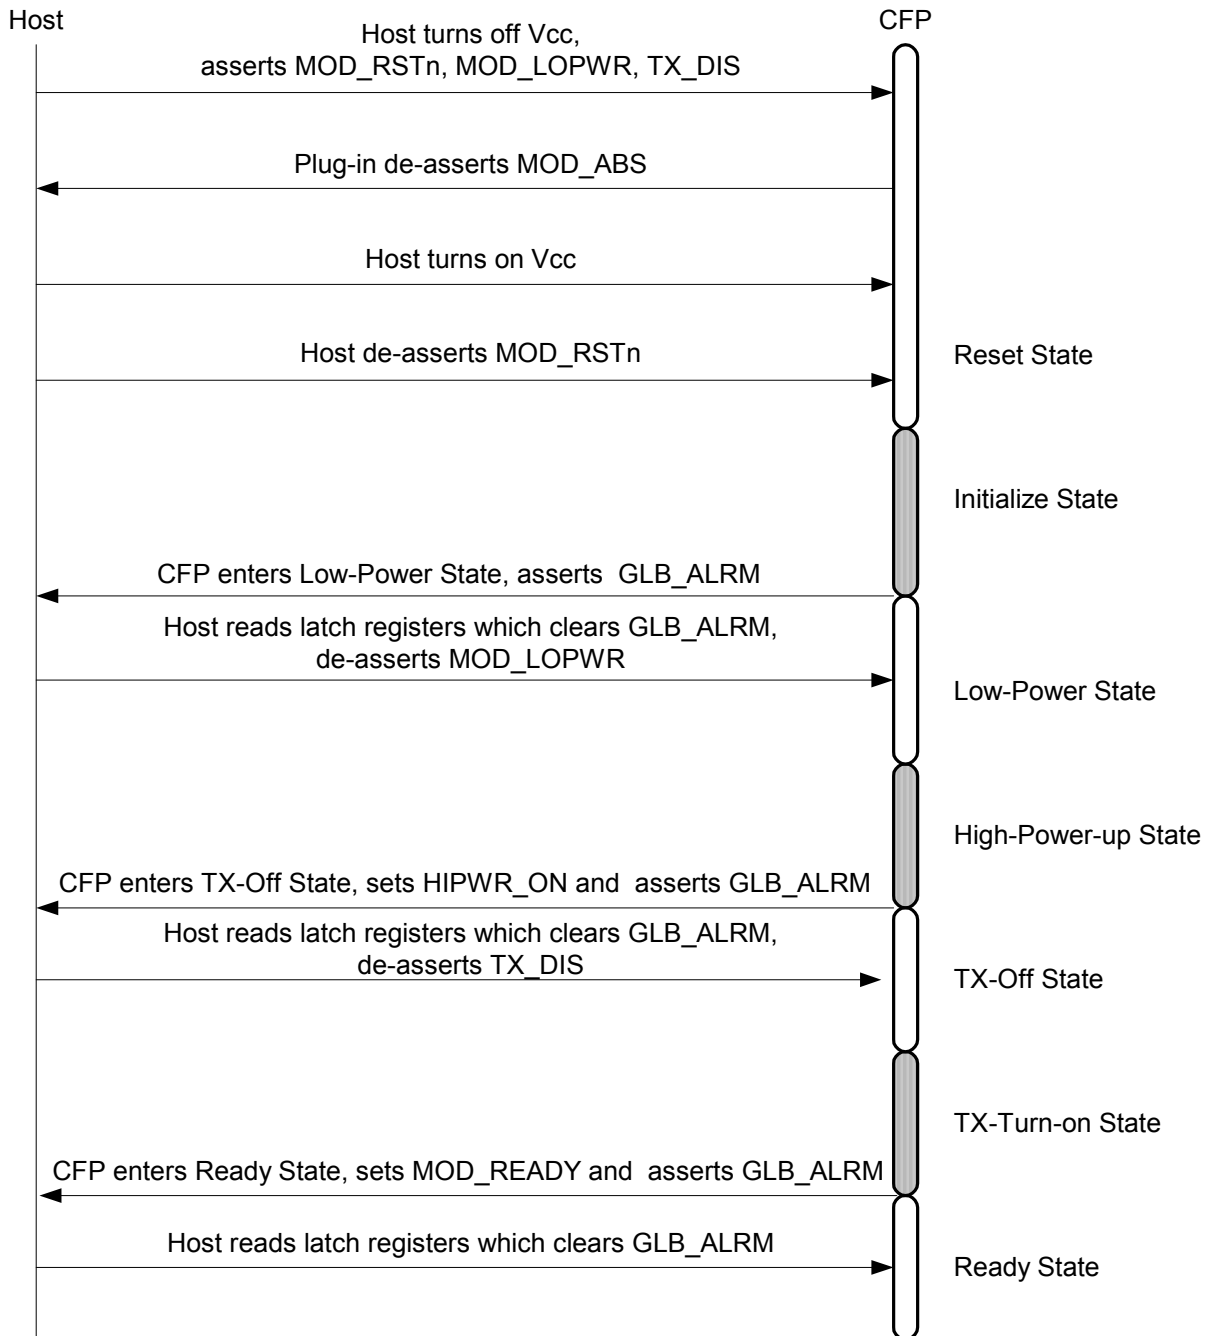 Host
CFP
Host turns off Vcc,
asserts MOD_RSTn, MOD_LOPWR, TX_DIS
Plug-in de-asserts MOD_ABS
Host turns on Vcc
Host de-asserts MOD_RSTn
Reset State
Initialize State
CFP enters Low-Power State, asserts GLB_ALRM
Host reads latch registers which clears GLB_ALRM,
de-asserts MOD_LOPWR
Low-Power State
High-Power-up State
CFP enters TX-Off State, sets HIPWR_ON and asserts GLB_ALRM
Host reads latch registers which clears GLB_ALRM,
de-asserts TX_DIS
TX-Off State
TX-Turn-on State
CFP enters Ready State, sets MOD_READY and asserts GLB_ALRM
Host reads latch registers which clears GLB_ALRM
Ready State